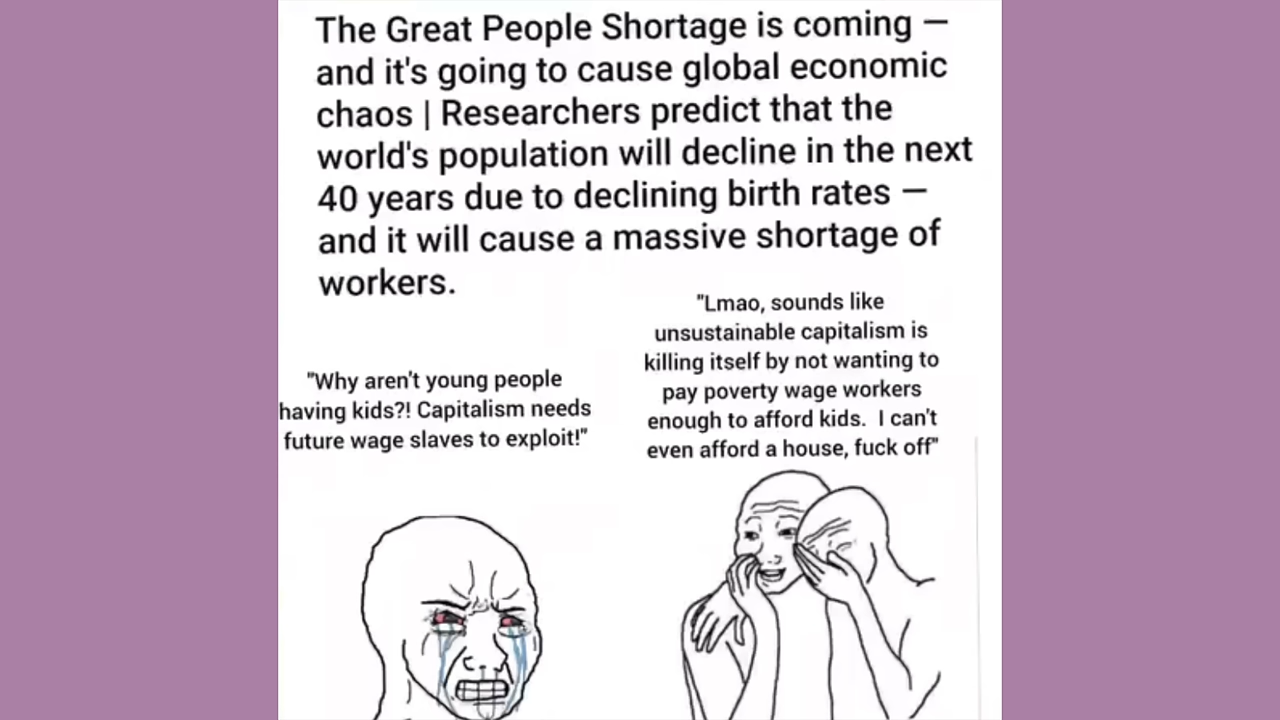 The Great People Shortage is coming —
and it's going to cause global economic
chaos | Researchers predict that the
world's population will decline in the next
40 years due to declining birth rates —
and it will cause a massive shortage of
workers.
"Why aren't young people
having kids?! Capitalism needs
future wage slaves to exploit!"
"Lmao, sounds like
unsustainable capitalism is
killing itself by not wanting to
pay poverty wage workers
enough to afford kids. I can't
even afford a house, fuck off"